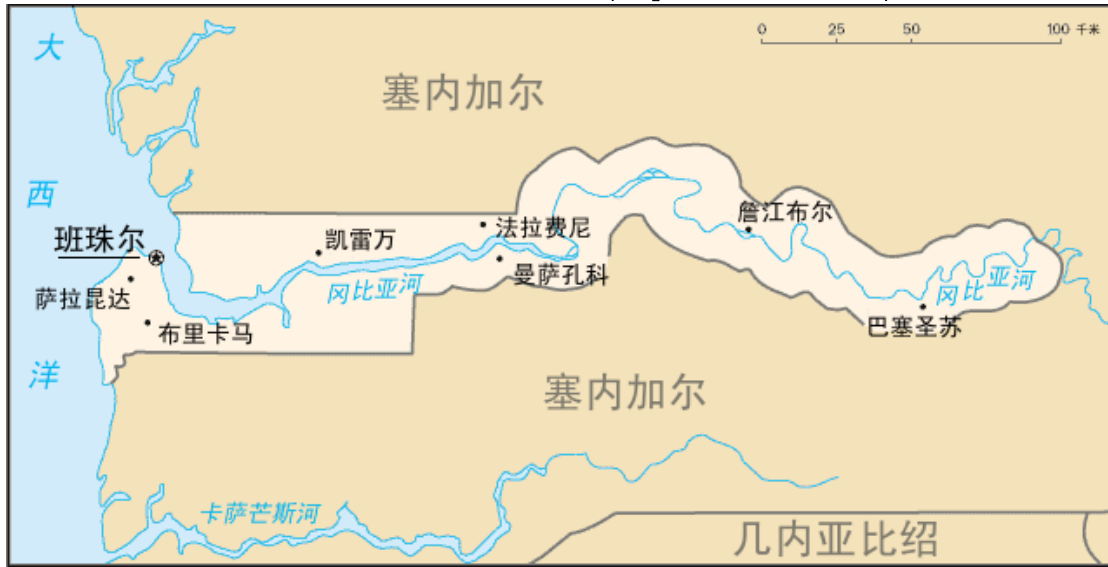 0 25 50 100 千米
大西洋
塞内加尔
班珠尔
萨拉昆达
布里卡马
凯雷万
法拉费尼
曼萨孔科
冈比亚河
詹江布尔
冈比亚河
巴塞圣苏
塞内加尔
卡萨芒斯河
几内亚比绍